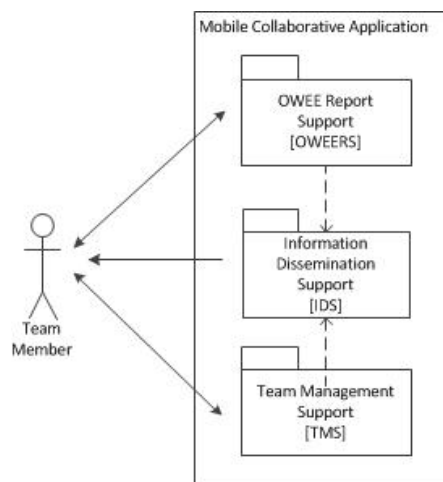 Mobile Collaborative Application
OWEE Report
Support
[OWEERS]
Information
Dissemination
Support
[IDS]
Team
Member
Team Management
Support
[TMS]